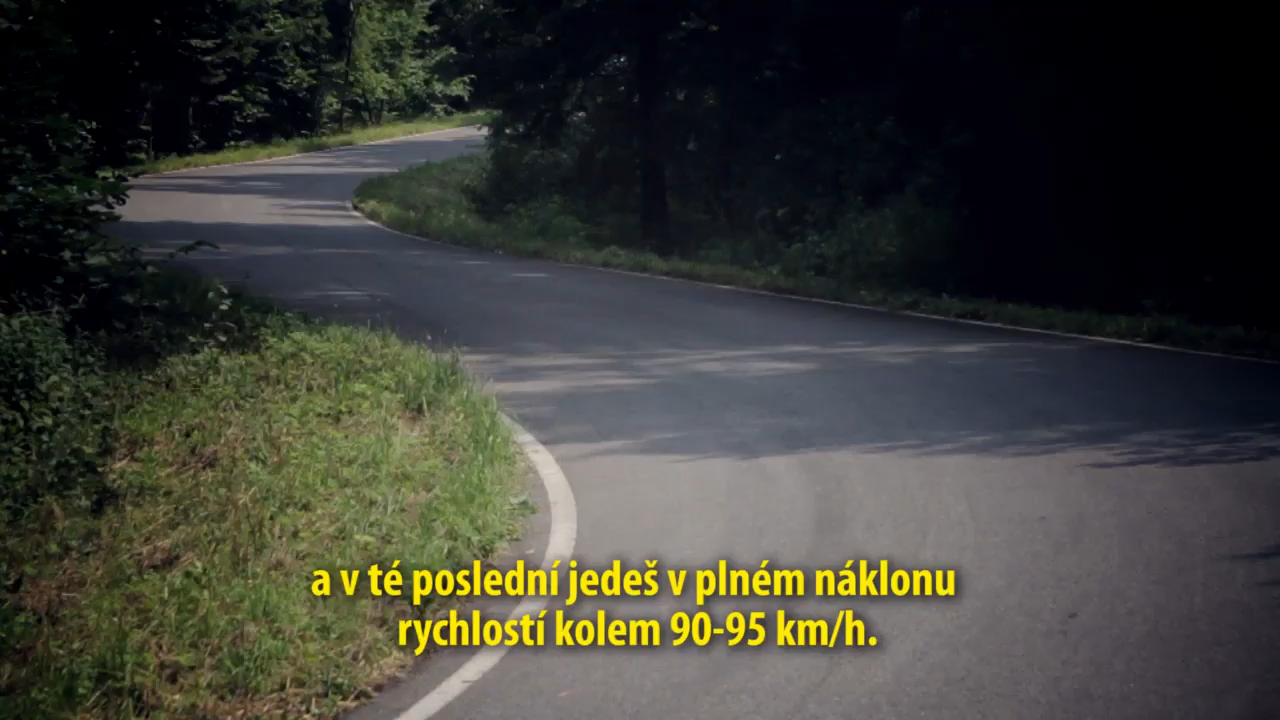 a v té poslední jedeš v plném náklonu
rychlostí kolem 90-95 km/h.